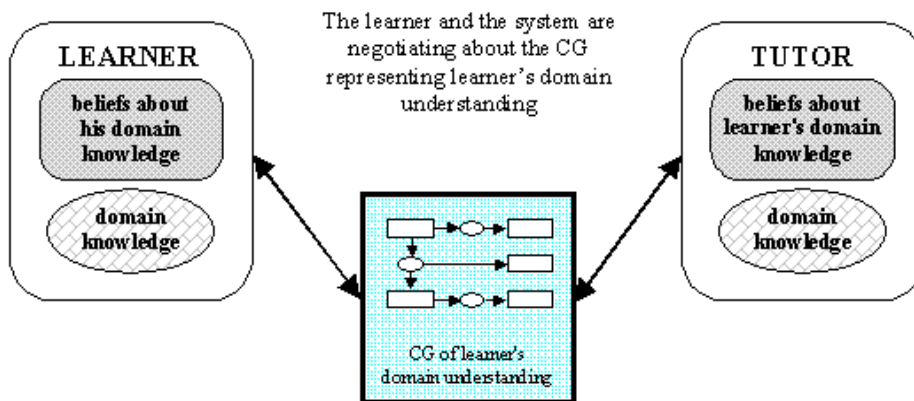 The learner and the system are
negotiating about the CG
representing learner's domain
understanding
LEARNER
beliefs about
his domain
knowledge
domain
knowledge
TUTOR
beliefs about
learner's domain
knowledge
domain
knowledge
CG of learner's
domain understanding